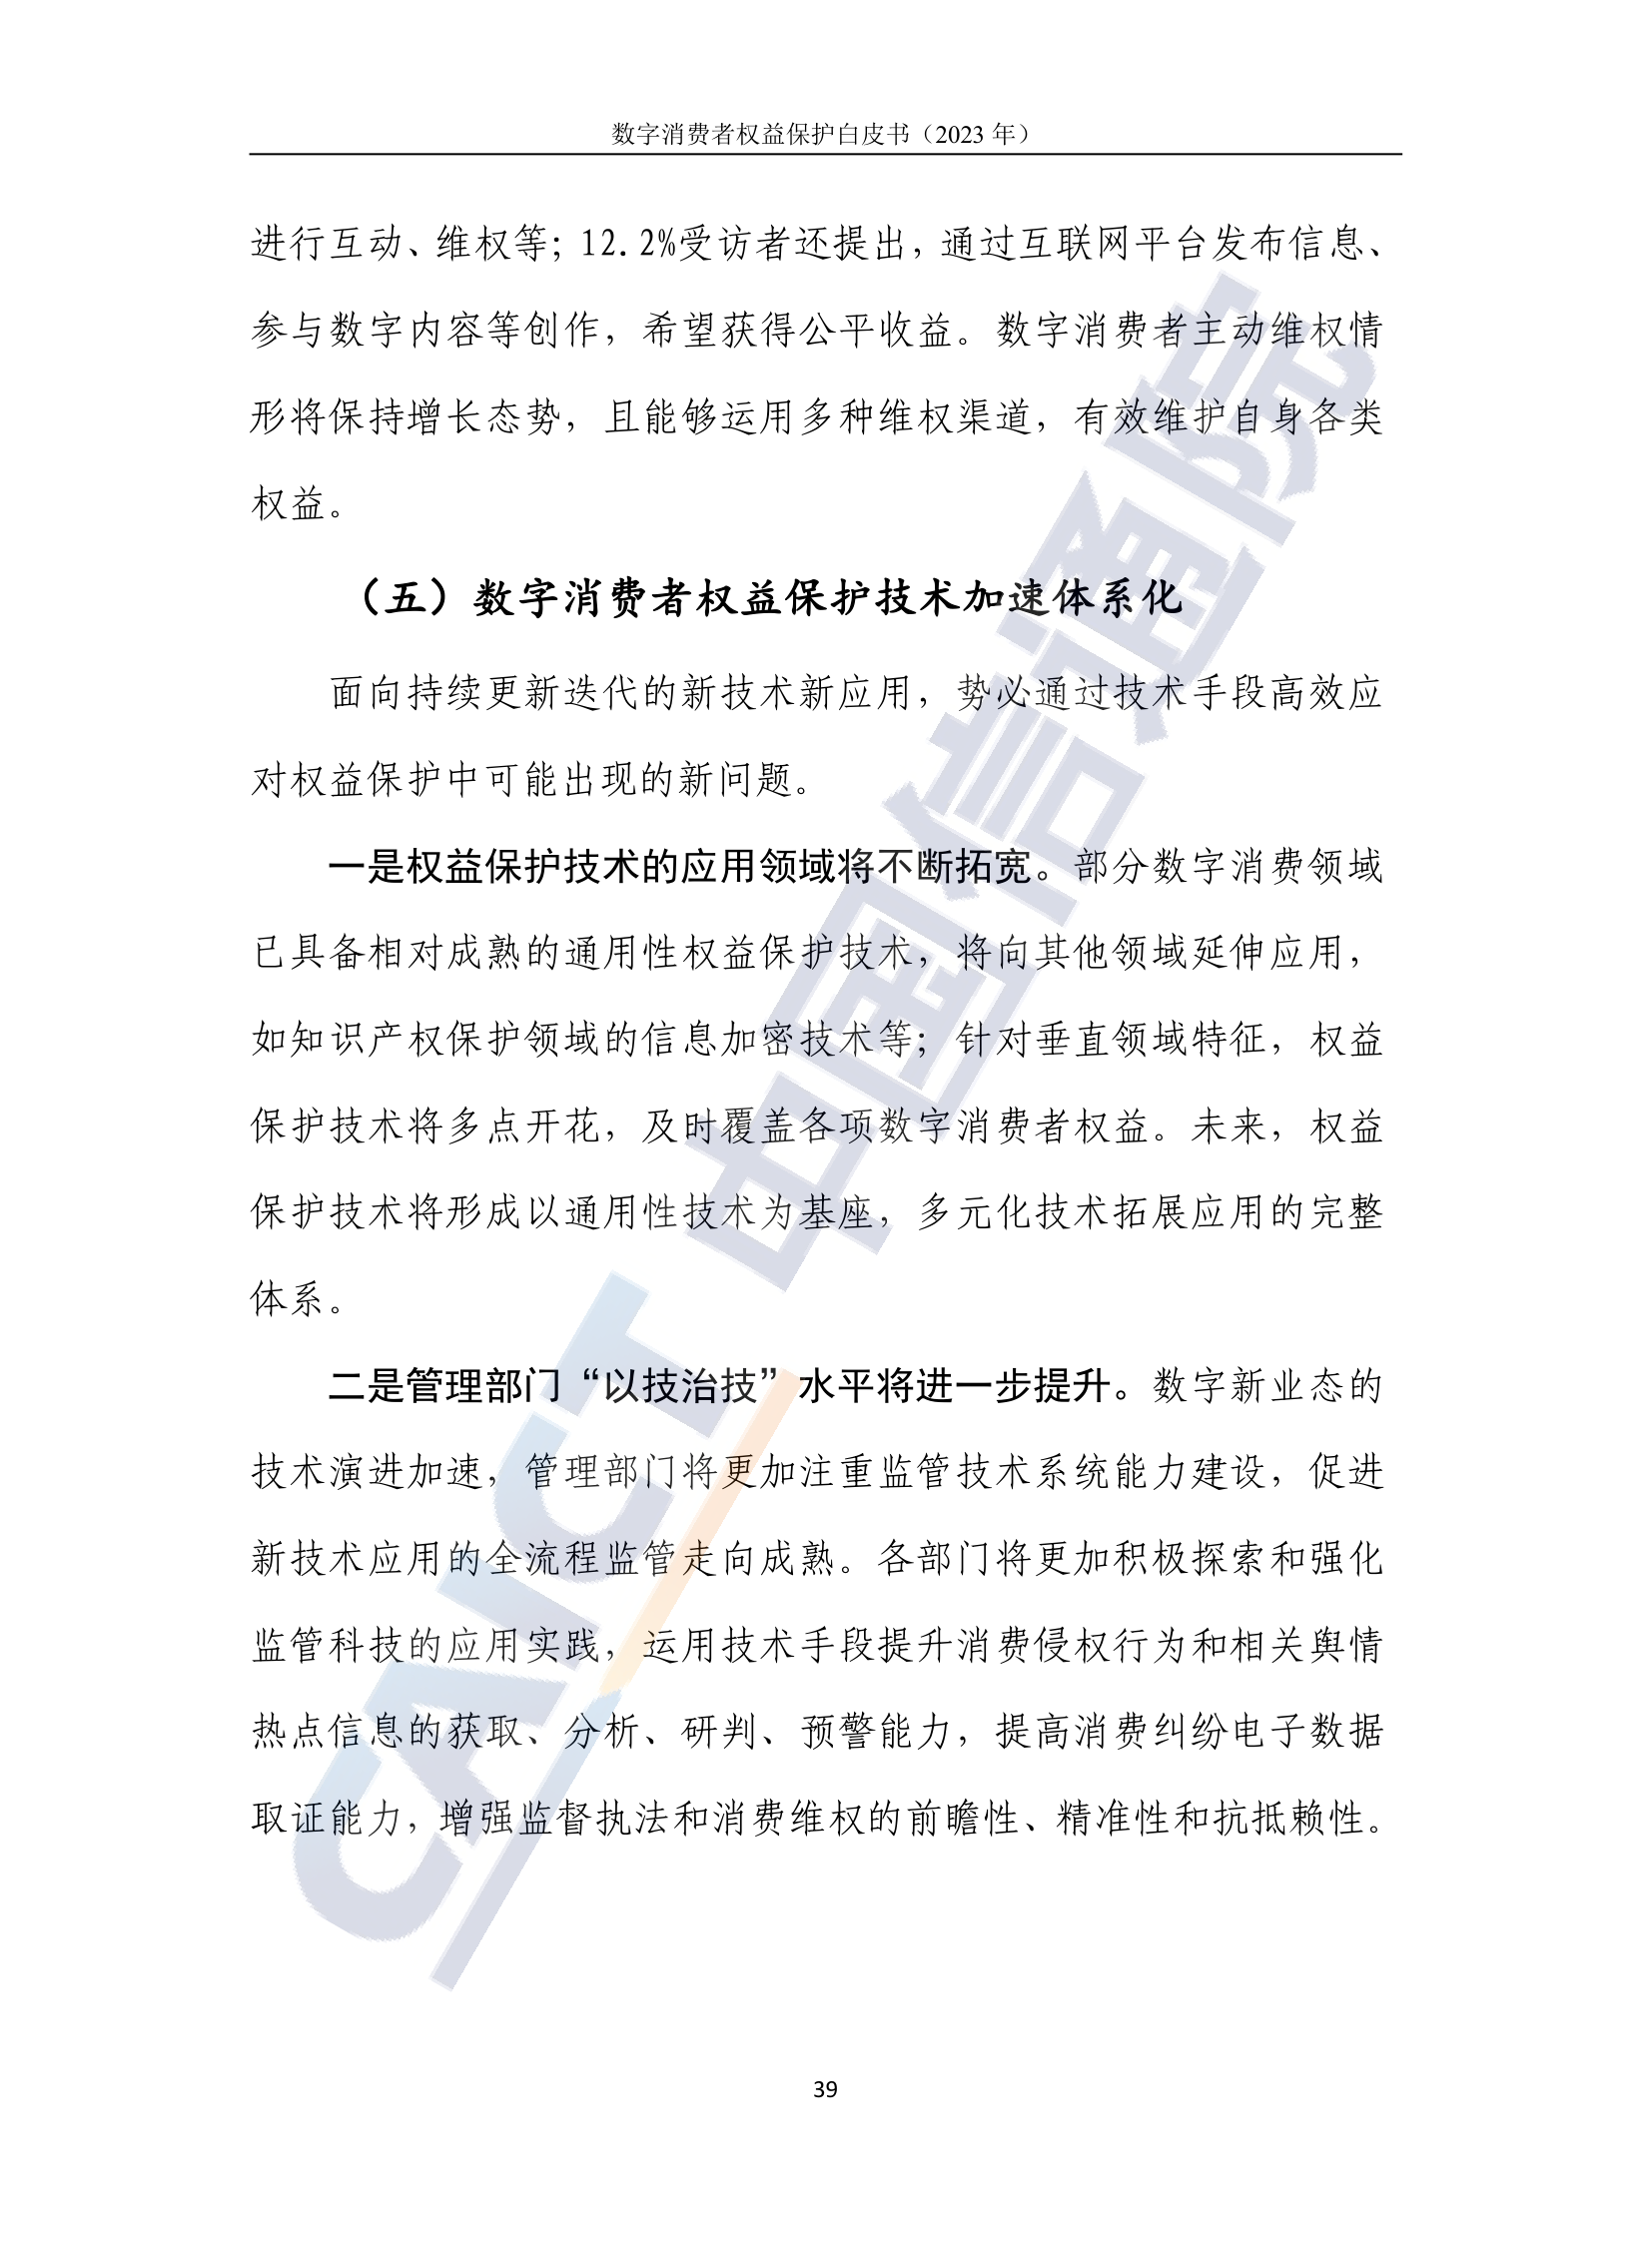 数字消费者权益保护白皮书（2023 年）
进行互动、维权等；12.2%受访者还提出，通过互联网平台发布信息、
参与数字内容等创作，希望获得公平收益。数字消费者主动维权情
形将保持增长态势，且能够运用多种维权渠道，有效维护自身各类
权益。
（五）数字消费者权益保护技术加速体系化
面向持续更新迭代的新技术新应用，势必通过技术手段高效应
对权益保护中可能出现的新问题。
一是权益保护技术的应用领域将不断拓宽。部分数字消费领域
已具备相对成熟的通用性权益保护技术，将向其他领域延伸应用，
如知识产权保护领域的信息加密技术等；针对垂直领域特征，权益
保护技术将多点开花，及时覆盖各项数字消费者权益。未来，权益
保护技术将形成以通用性技术为基座，多元化技术拓展应用的完整
体系。
二是管理部门“以技治技”水平将进一步提升。数字新业态的
技术演进加速，管理部门将更加注重监管技术系统能力建设，促进
新技术应用的全流程监管走向成熟。各部门将更加积极探索和强化
监管科技的应用实践，运用技术手段提升消费侵权行为和相关舆情
热点信息的获取、分析、研判、预警能力，提高消费纠纷电子数据
取证能力，增强监督执法和消费维权的前瞻性、精准性和抗抵赖性。
CAICT 中国信通院
39